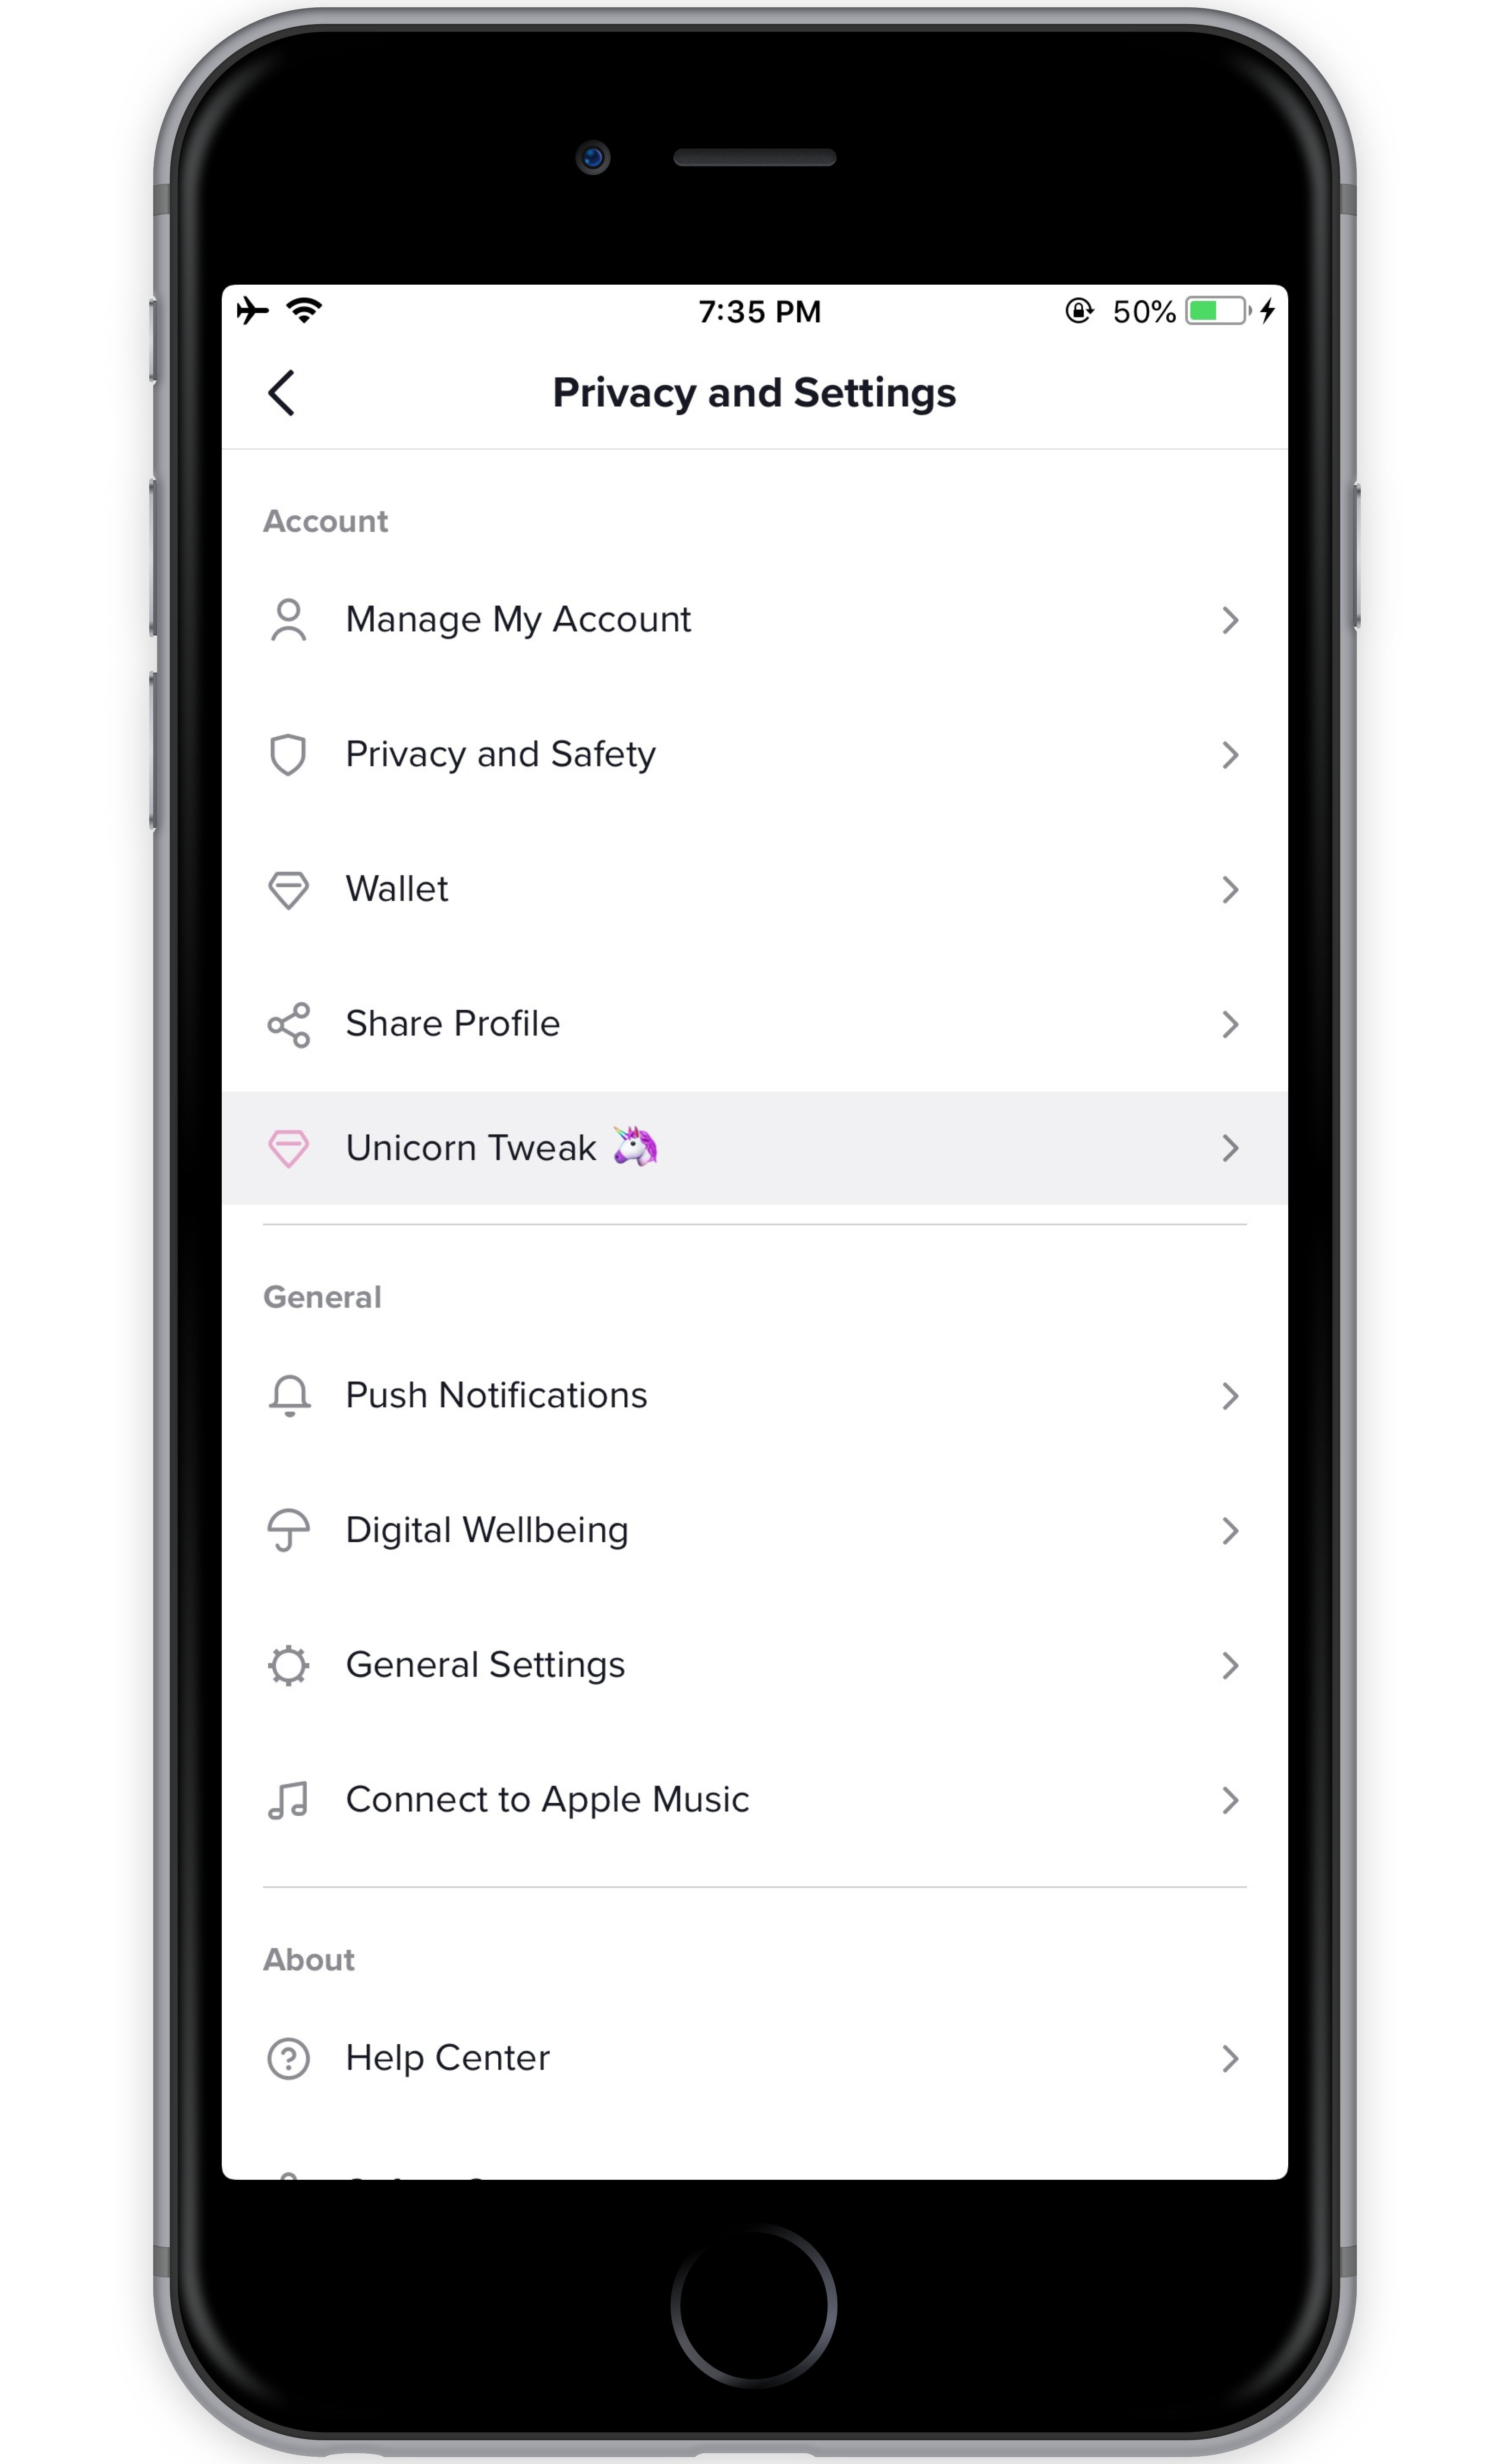 7:35 PM
50%
Privacy and Settings
Account
Manage My Account
Privacy and Safety
Wallet
Share Profile
Unicorn Tweak 🦄
General
Push Notifications
Digital Wellbeing
General Settings
Connect to Apple Music
About
Help Center